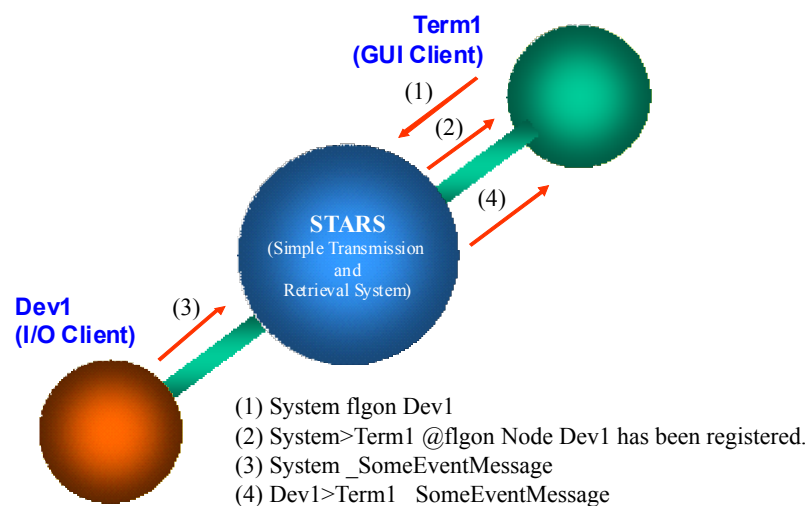 Term1
(GUI Client)
(1)
(2)
(4)
STARS
(Simple Transmission
and
Retrieval System)
Dev1
(I/O Client)
(3)
(1) System flgon Dev1
(2) System>Term1 @flgon Node Dev1 has been registered.
(3) System _SomeEventMessage
(4) Dev1>Term1 _SomeEventMessage